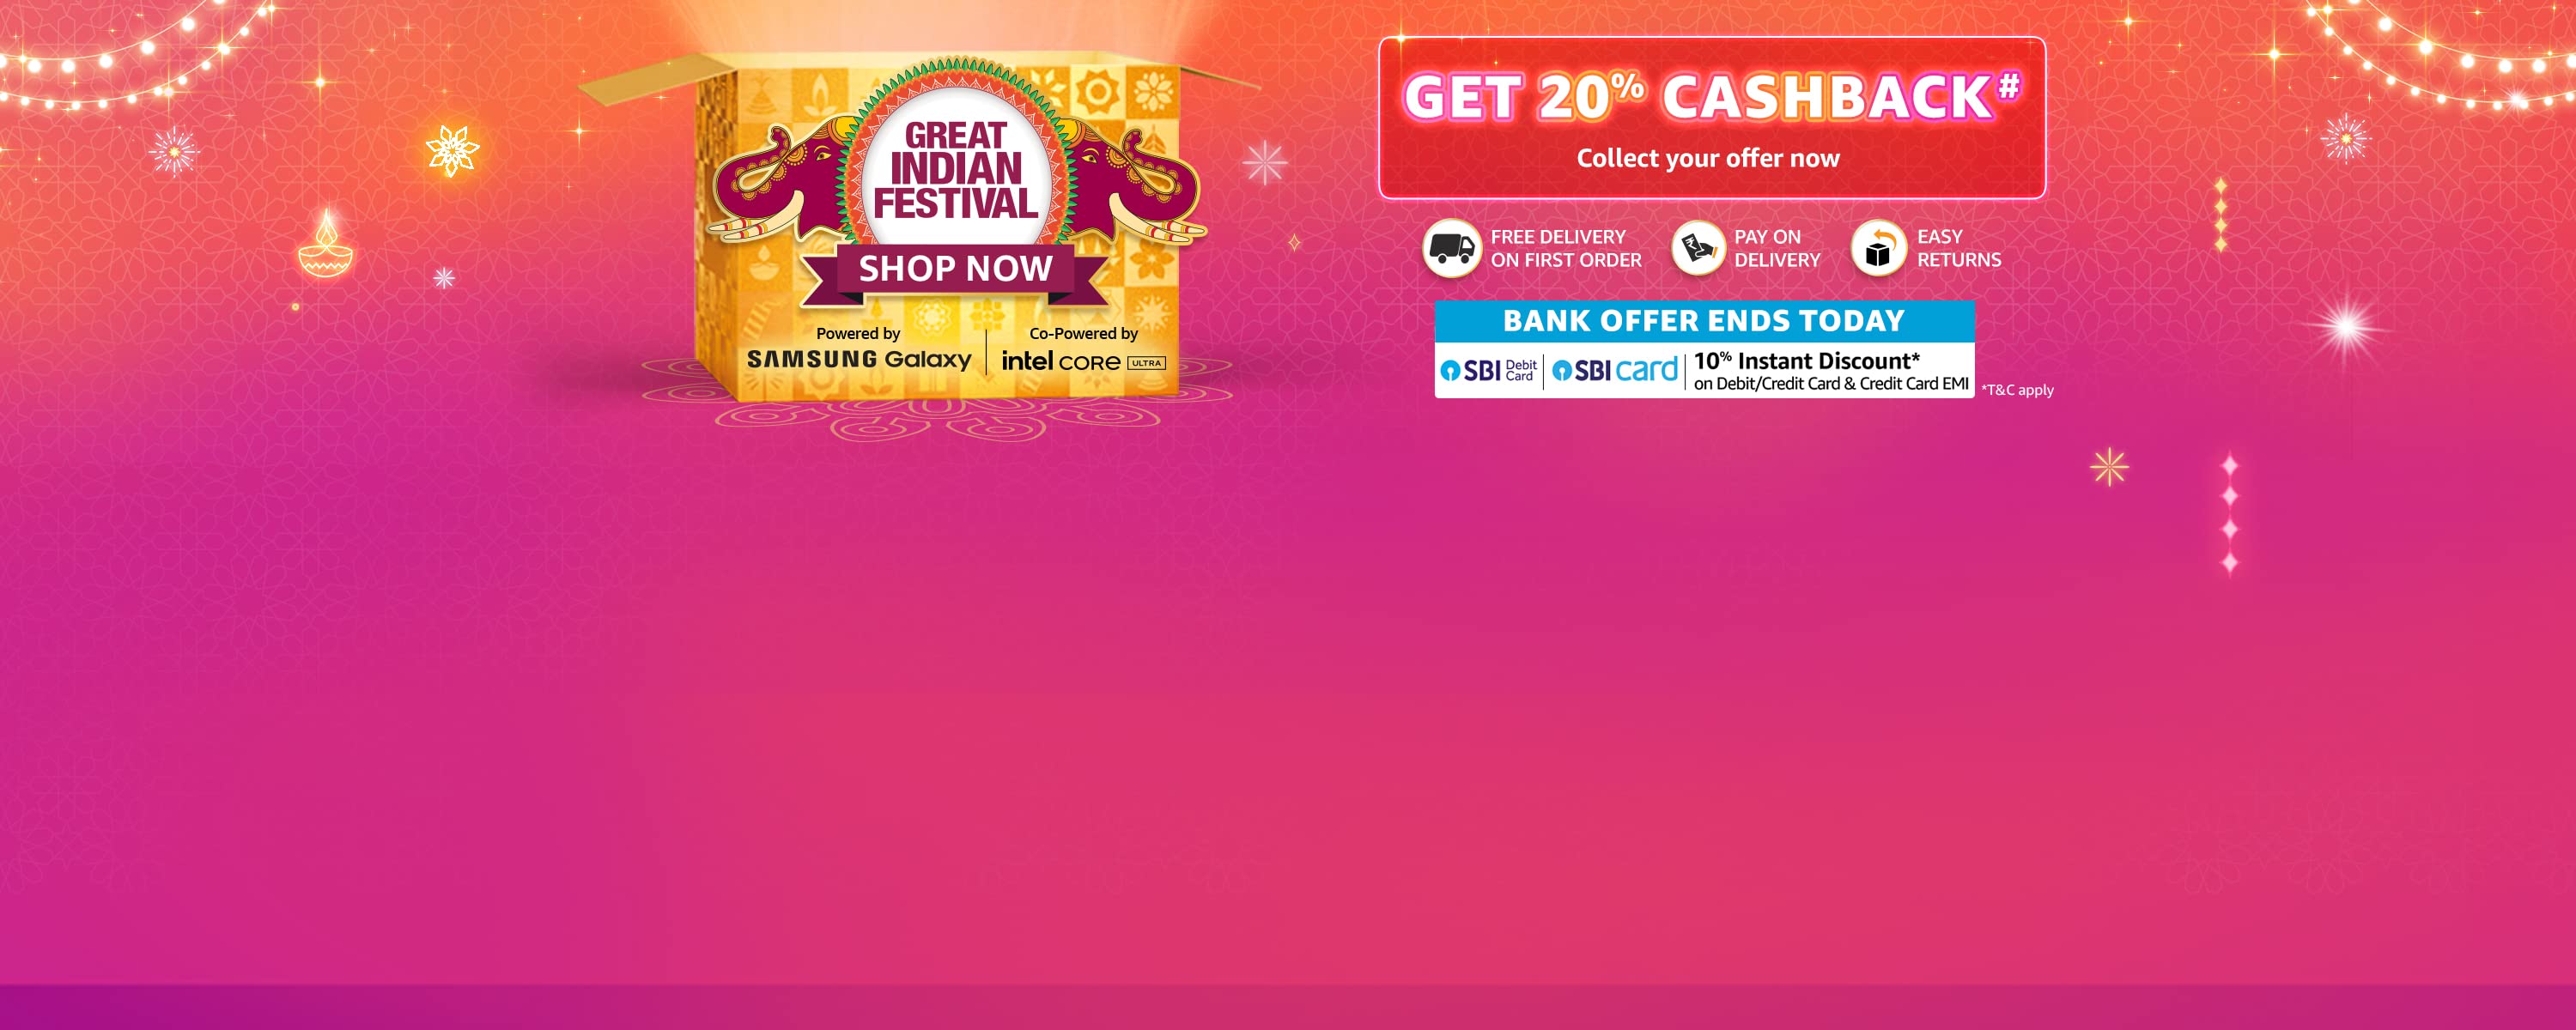 GREAT
INDIAN
FESTIVAL
SHOP NOW
Powered by
SAMSUNG Galaxy
Co-Powered by
intel CORE ULTRA
GET 20% CASHBACK#
Collect your offer now
FREE DELIVERY
ON FIRST ORDER
PAY ON
DELIVERY
EASY
RETURNS
BANK OFFER ENDS TODAY
SBI Debit Card
SBI card
10% Instant Discount*
on Debit/Credit Card & Credit Card EMI
*T&C apply